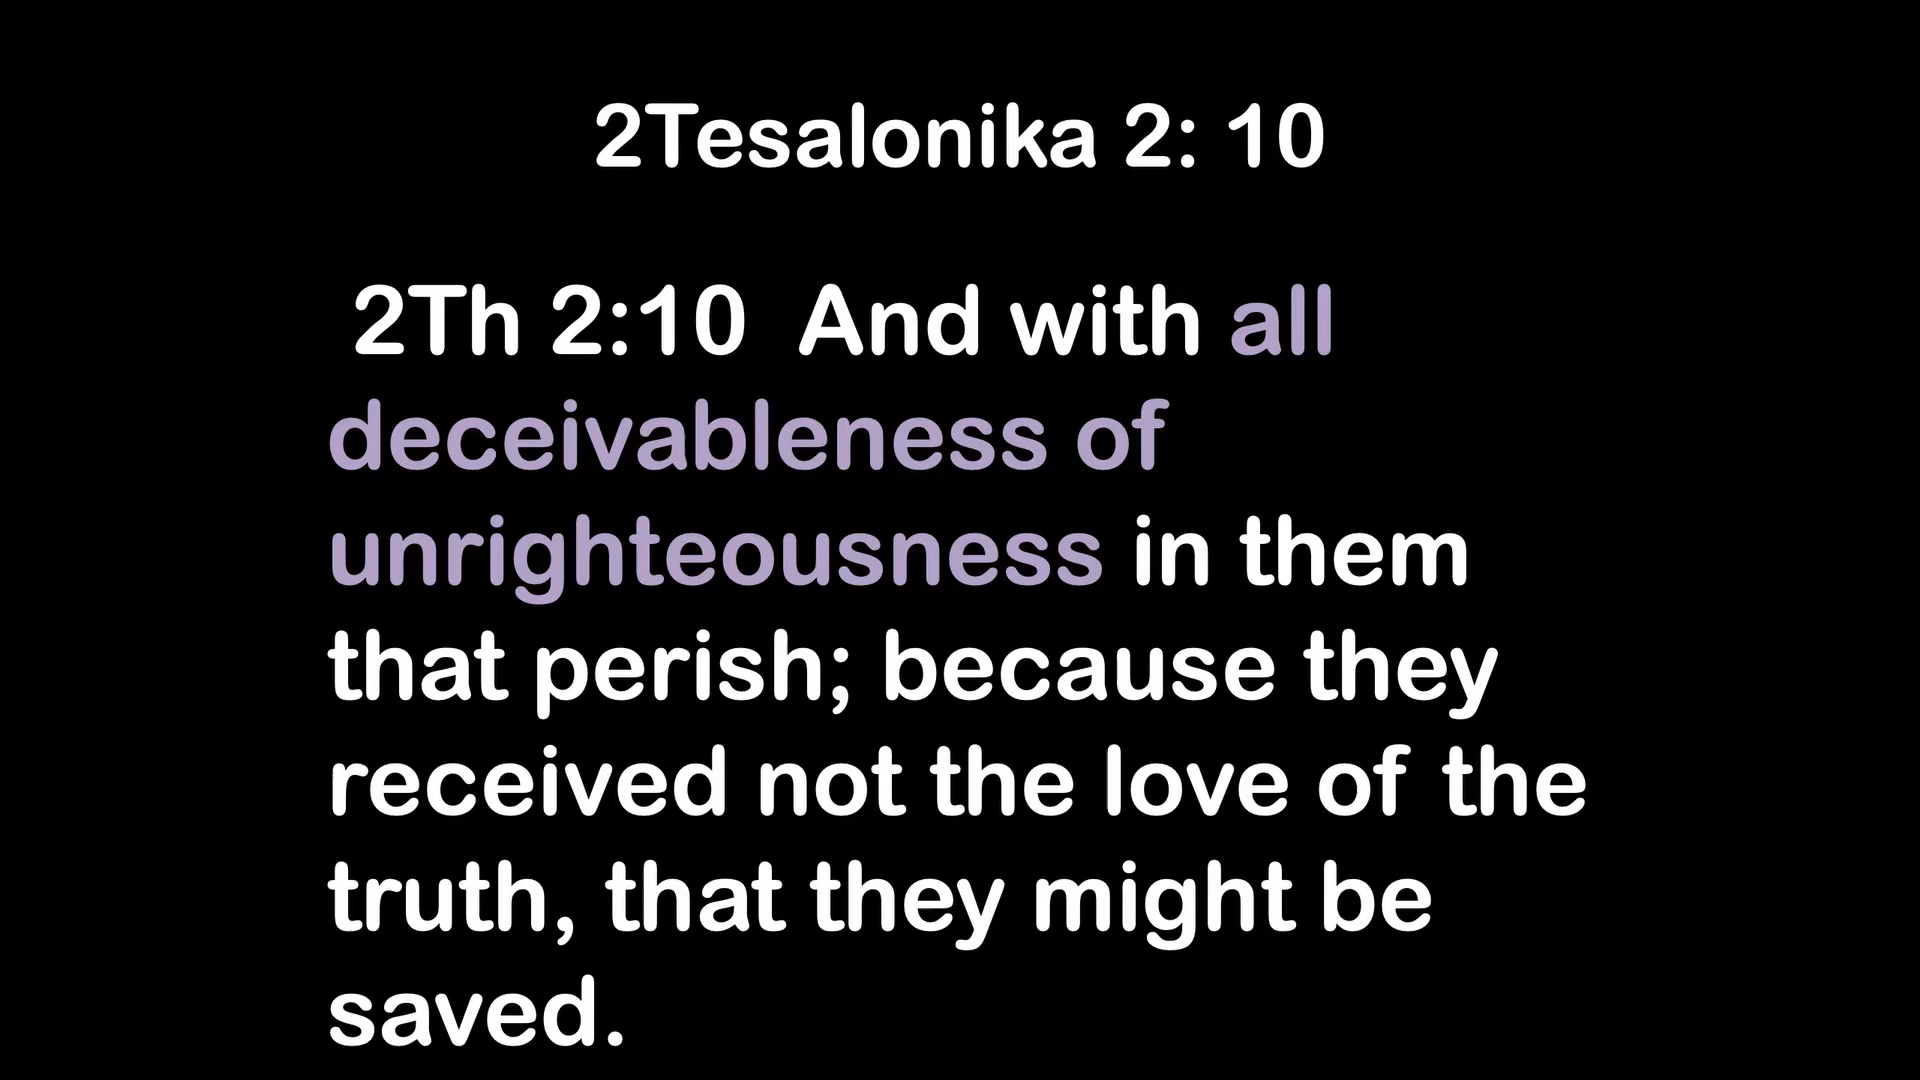 2Tesalonika 2: 10
2Th 2:10  And with all
deceivableness of
unrighteousness in them
that perish; because they
received not the love of the
truth, that they might be
saved.